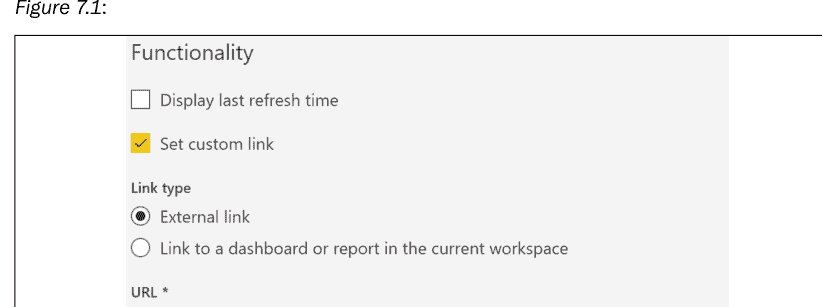 Figure 7.1:
Functionality
Display last refresh time
Set custom link
Link type
External link
Link to a dashboard or report in the current workspace
URL *